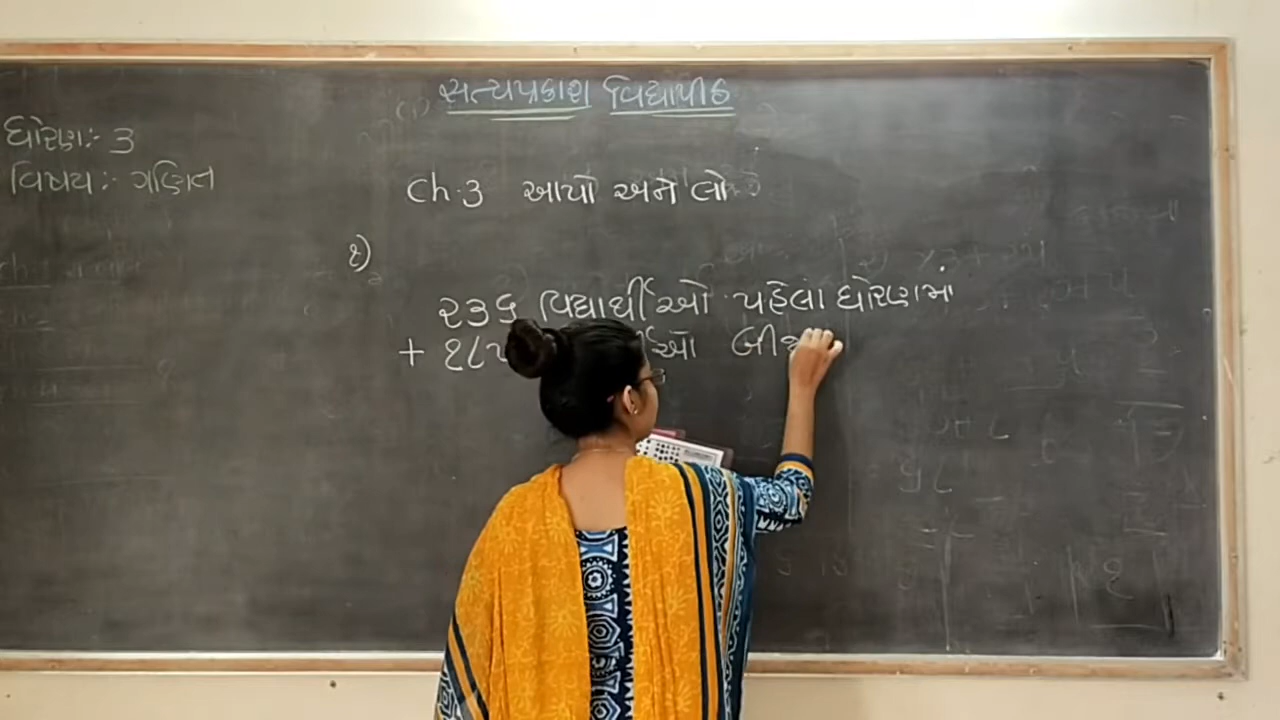 સત્યપ્રકાશ વિદ્યાપીઠ
ધોરણ:- 3
વિષય:- ગણિત
Ch.3 આપો અને લો
૧)
૨૩૬ વિદ્યાર્થીઓ પહેલા ધોરણમાં
+ ૧૮૫